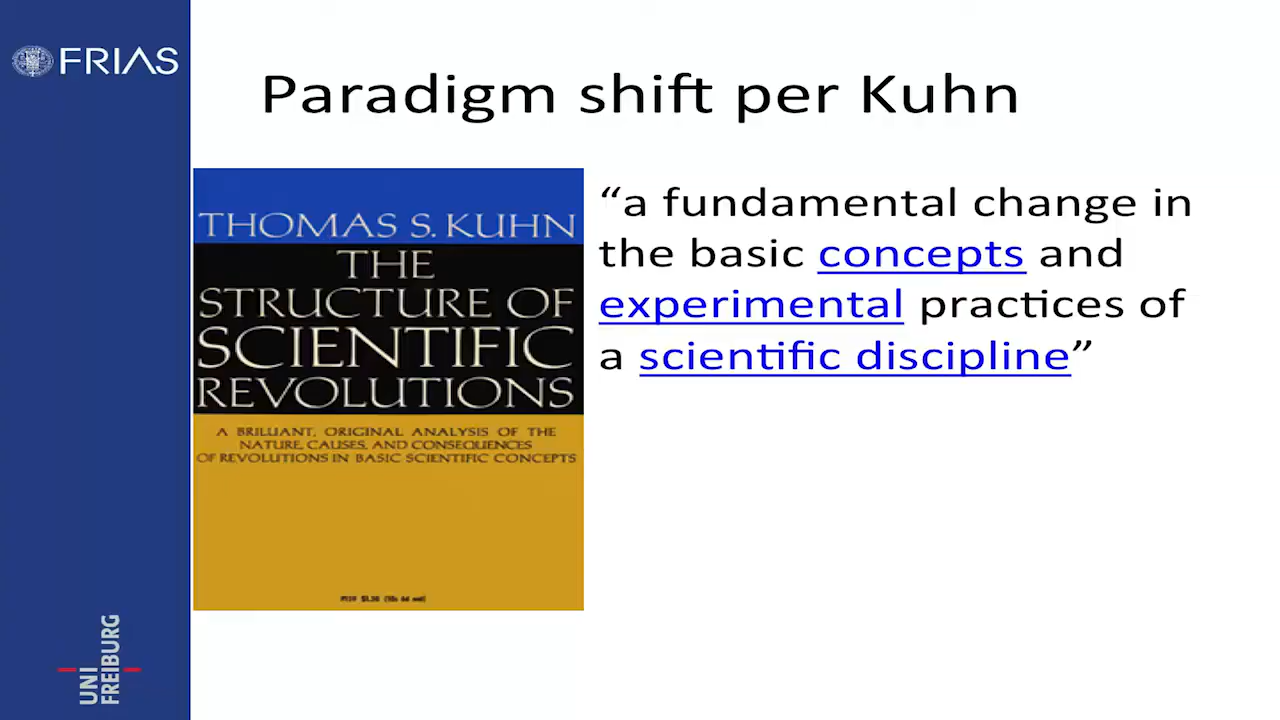 FRIAS
Paradigm shift per Kuhn
THOMAS S. KUHN
THE
STRUCTURE OF
SCIENTIFIC
REVOLUTIONS
A BRILLIANT, ORIGINAL ANALYSIS OF THE
NATURE, CAUSES, AND CONSEQUENCES
OF REVOLUTIONS IN BASIC SCIENTIFIC CONCEPTS
“a fundamental change in
the basic concepts and
experimental practices of
a scientific discipline”
UNI
FREIBURG